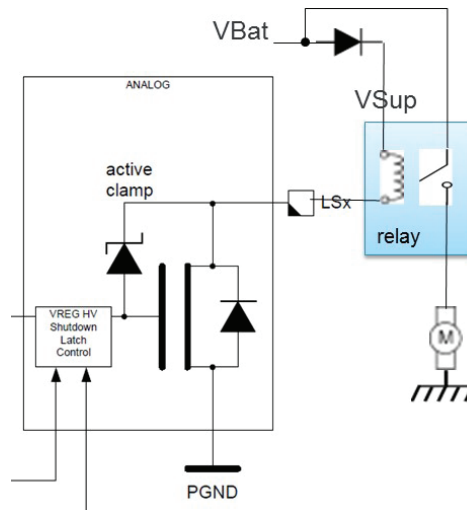 VBat
ANALOG
VSup
active
clamp
LSx
relay
VREG HV
Shutdown
Latch
Control
M
PGND